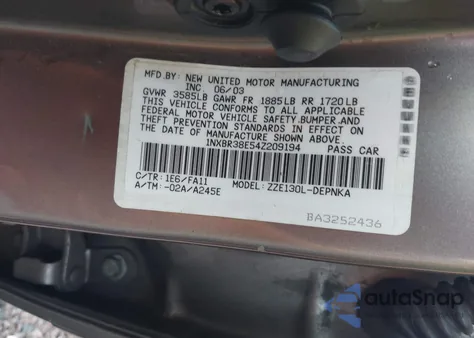 MFD.BY: NEW UNITED MOTOR MANUFACTURING
INC. 06/03
GVWR 3585LB GAWR FR 1885LB RR 1720LB
THIS VEHICLE CONFORMS TO ALL APPLICABLE
FEDERAL MOTOR VEHICLE SAFETY,BUMPER,AND
THEFT PREVENTION STANDARDS IN EFFECT ON
THE DATE OF MANUFACTURE SHOWN ABOVE.
1NXBR38E54Z209194 PASS CAR
C/TR: 1E6/FA11 MODEL: ZZE130L-DEPNKA
A/TM: -02A/A245E
BA3252436
autoSnap